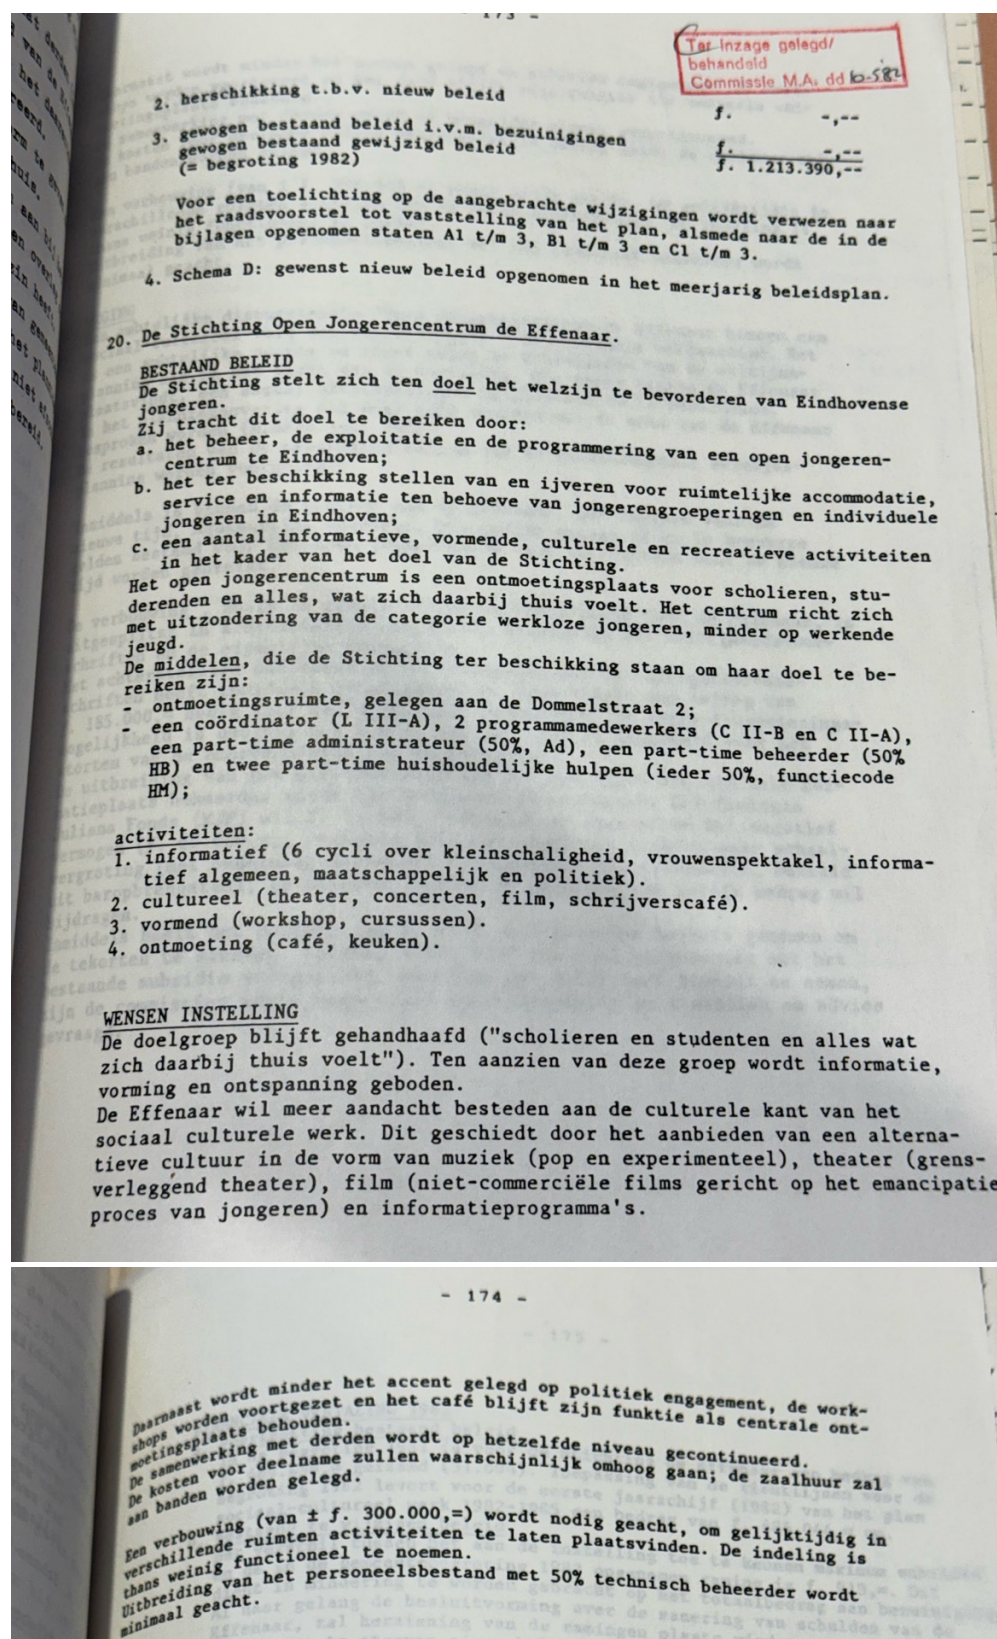 - 173 -
Ter inzage gelegd/
behandeld
Commissie M.A. dd
2. herschikking t.b.v. nieuw beleid
f. -,--
3. gewogen bestaand beleid i.v.m. bezuinigingen
f. -,--
gewogen bestaand gewijzigd beleid
(= begroting 1982)
f. 1.213.390,--
Voor een toelichting op de aangebrachte wijzigingen wordt verwezen naar
het raadsvoorstel tot vaststelling van het plan, alsmede naar de in de
bijlagen opgenomen staten A1 t/m 3, B1 t/m 3 en C1 t/m 3.
4. Schema D: gewenst nieuw beleid opgenomen in het meerjarig beleidsplan.
20. De Stichting Open Jongerencentrum de Effenaar.
BESTAAND BELEID
De Stichting stelt zich ten doel het welzijn te bevorderen van Eindhovense
jongeren.
Zij tracht dit doel te bereiken door:
a. het beheer, de exploitatie en de programmering van een open jongeren-
centrum te Eindhoven;
b. het ter beschikking stellen van en ijveren voor ruimtelijke accommodatie,
service en informatie ten behoeve van jongerengroeperingen en individuele
jongeren in Eindhoven;
c. een aantal informatieve, vormende, culturele en recreatieve activiteiten
in het kader van het doel van de Stichting.
Het open jongerencentrum is een ontmoetingsplaats voor scholieren, stu-
derenden en alles, wat zich daarbij thuis voelt. Het centrum richt zich
met uitzondering van de categorie werkloze jongeren, minder op werkende
jeugd.
De middelen, die de Stichting ter beschikking staan om haar doel te be-
reiken zijn:
- ontmoetingsruimte, gelegen aan de Dommelstraat 2;
- een coördinator (L III-A), 2 programmamedewerkers (C II-B en C II-A),
een part-time administrateur (50%, Ad), een part-time beheerder (50%
HB) en twee part-time huishoudelijke hulpen (ieder 50%, functiecode
HM);
activiteiten:
1. informatief (6 cycli over kleinschaligheid, vrouwenspektakel, informa-
tief algemeen, maatschappelijk en politiek).
2. cultureel (theater, concerten, film, schrijverscafé).
3. vormend (workshop, cursussen).
4. ontmoeting (café, keuken).
WENSEN INSTELLING
De doelgroep blijft gehandhaafd ("scholieren en studenten en alles wat
zich daarbij thuis voelt"). Ten aanzien van deze groep wordt informatie,
vorming en ontspanning geboden.
De Effenaar wil meer aandacht besteden aan de culturele kant van het
sociaal culturele werk. Dit geschiedt door het aanbieden van een alterna-
tieve cultuur in de vorm van muziek (pop en experimenteel), theater (grens-
verleggend theater), film (niet-commerciële films gericht op het emancipatie
proces van jongeren) en informatieprogramma's.
- 174 -
Daarnaast wordt minder het accent gelegd op politiek engagement, de work-
shops worden voortgezet en het café blijft zijn funktie als centrale ont-
moetingsplaats behouden.
De samenwerking met derden wordt op hetzelfde niveau gecontinueerd.
De kosten voor deelname zullen waarschijnlijk omhoog gaan; de zaalhuur zal
aan banden worden gelegd.
Een verbouwing (van ± f. 300.000,=) wordt nodig geacht, om gelijktijdig in
verschillende ruimten activiteiten te laten plaatsvinden. De indeling is
thans weinig functioneel te noemen.
Uitbreiding van het personeelsbestand met 50% technisch beheerder wordt
minimaal geacht.